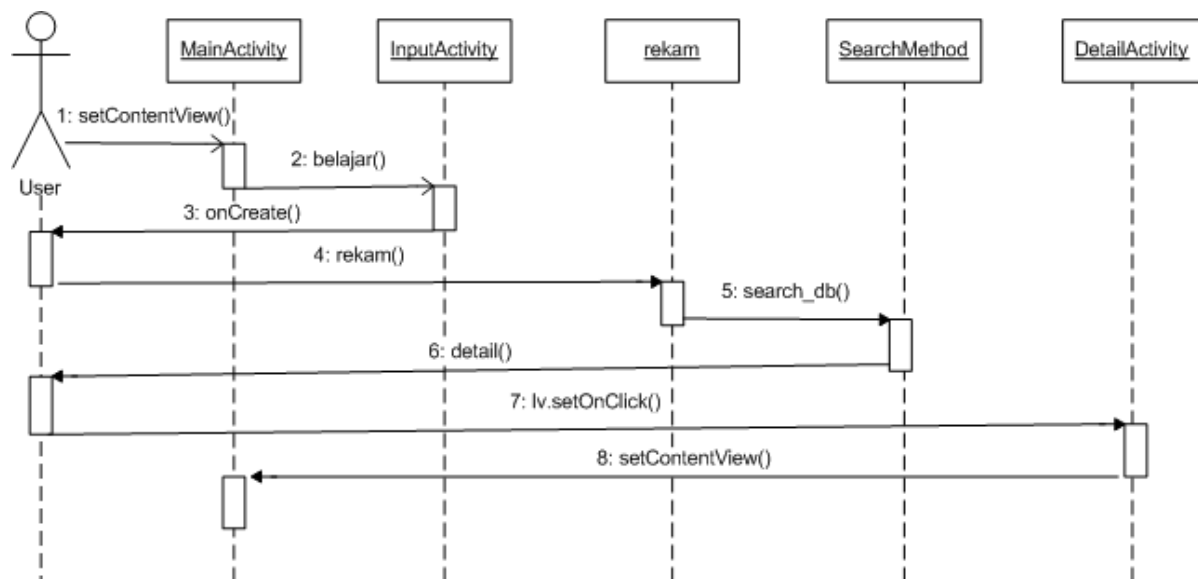 MainActivity
InputActivity
rekam
SearchMethod
DetailActivity
1: setContentView()
2: belajar()
User
3: onCreate()
4: rekam()
5: search_db()
6: detail()
7: lv.setOnClick()
8: setContentView()